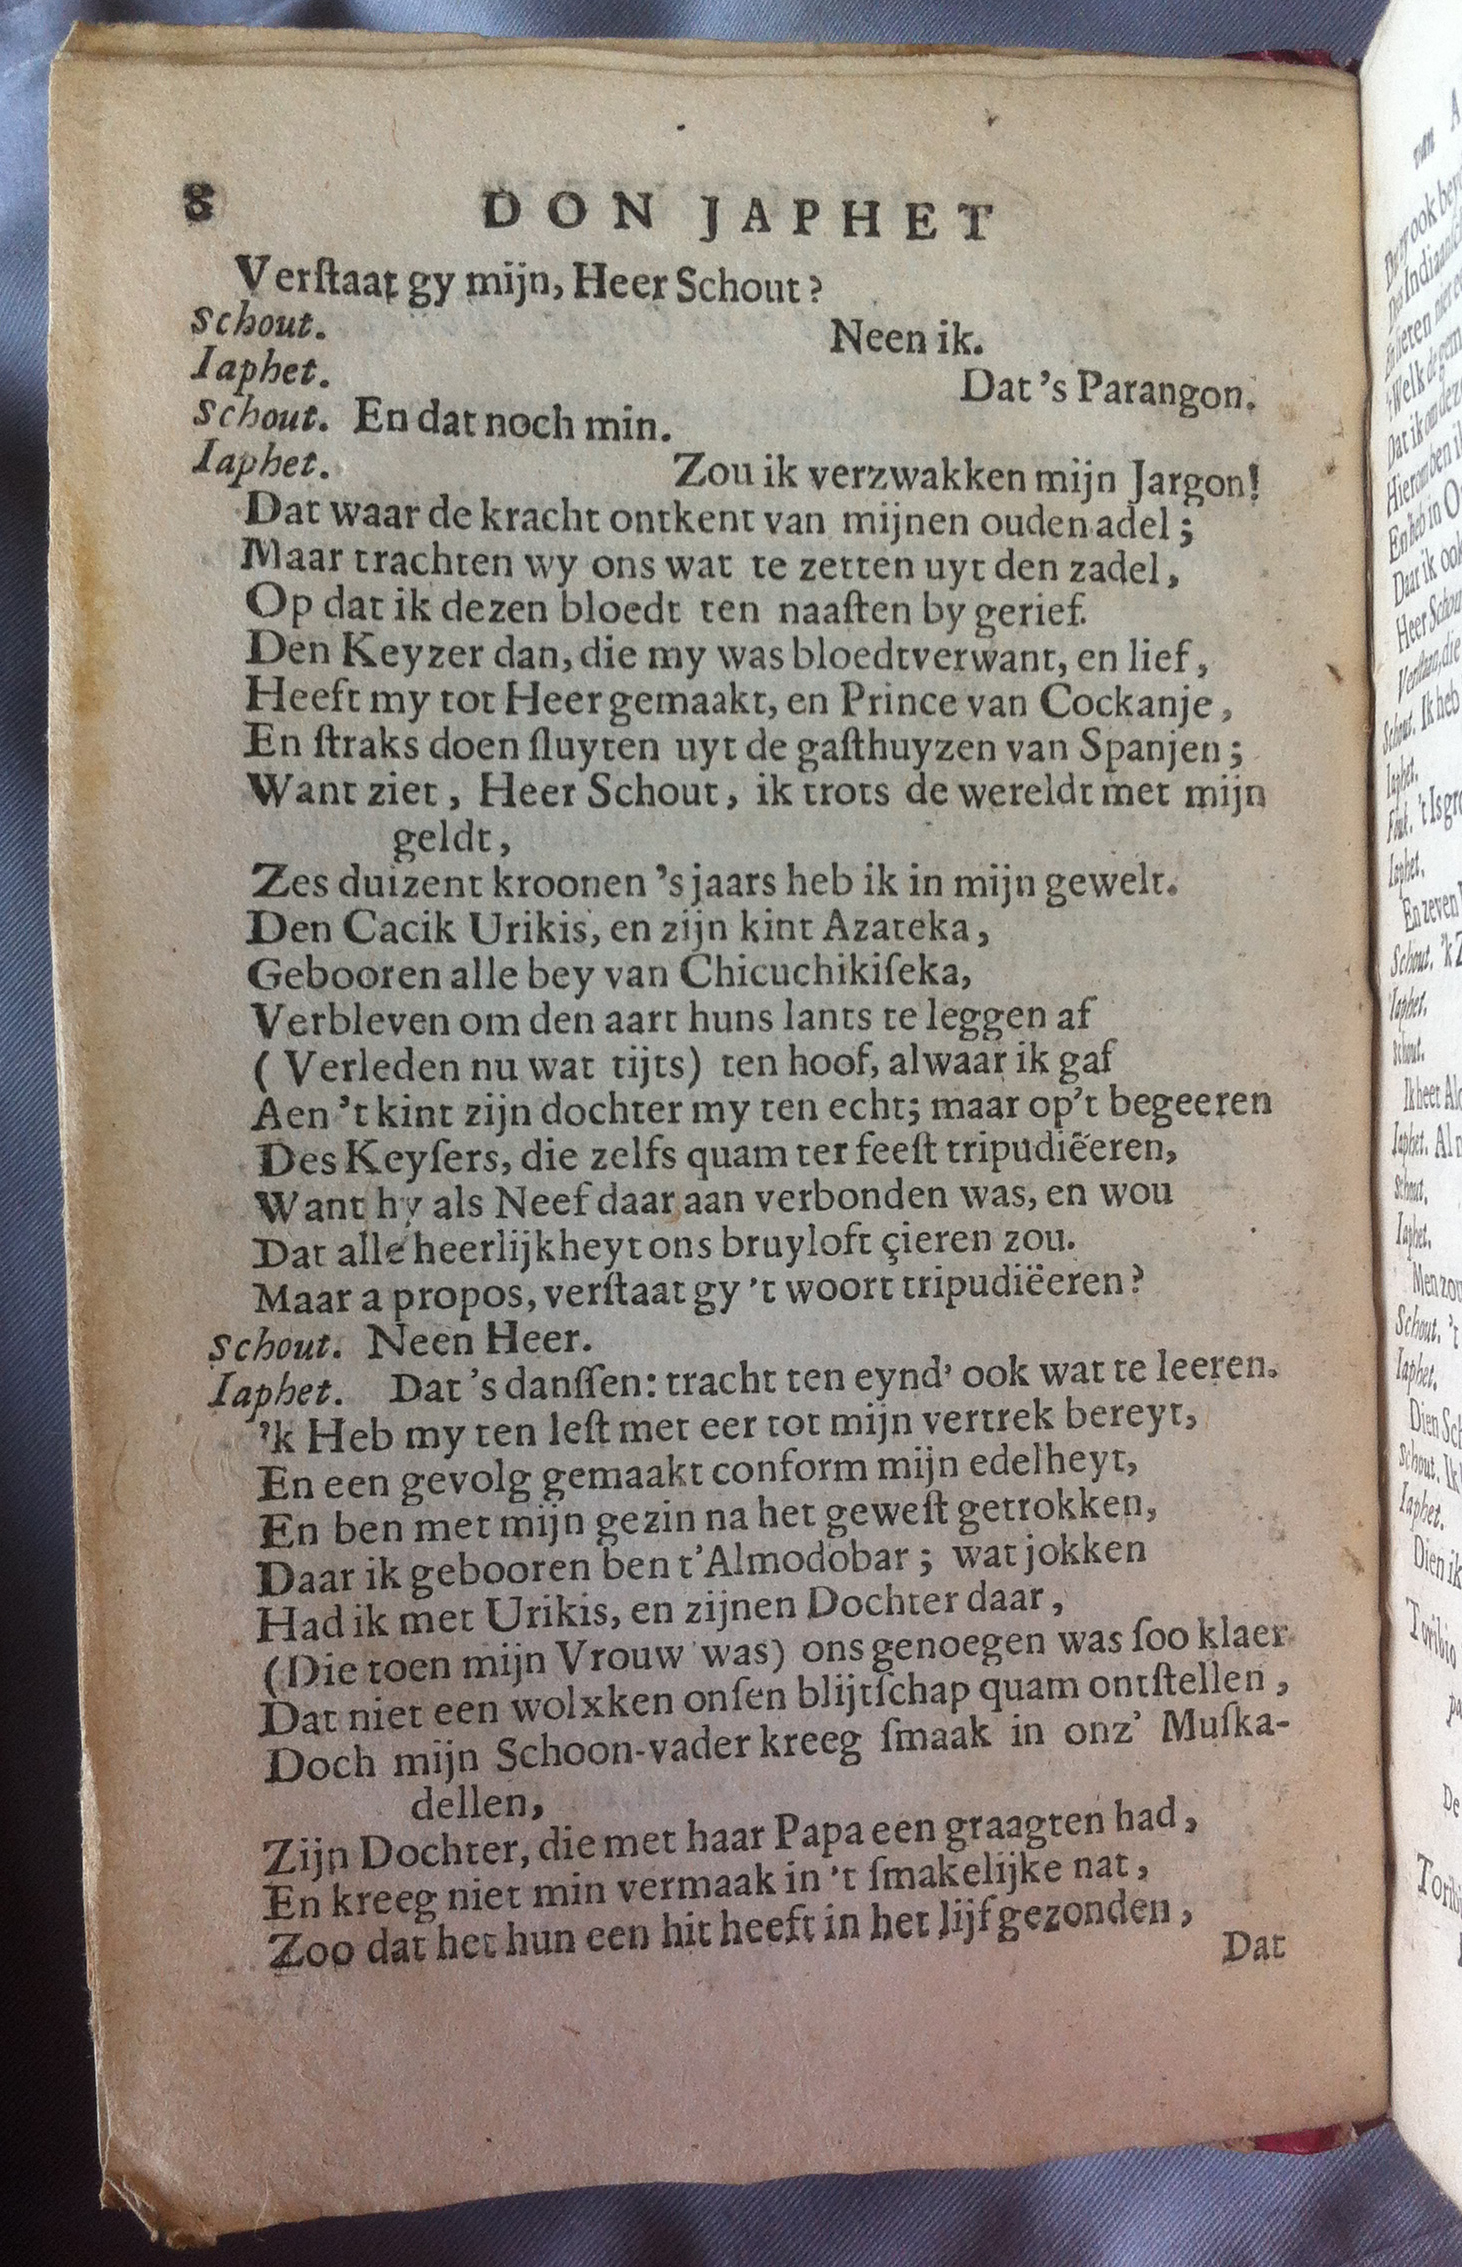 8 DON JAPHET
Verſtaat gy mijn, Heer Schout?
Schout. Neen ik.
Iaphet. Dat 's Parangon.
Schout. En dat noch min.
Iaphet. Zou ik verzwakken mijn Jargon!
Dat waar de kracht ontkent van mijnen ouden adel;
Maar trachten wy ons wat te zetten uyt den zadel,
Op dat ik dezen bloedt ten naaſten by gerief.
Den Keyzer dan, die my was bloedtverwant, en lief,
Heeft my tot Heer gemaakt, en Prince van Cockanje,
En ſtraks doen ſluyten uyt de gaſthuyzen van Spanjen;
Want ziet, Heer Schout, ik trots de wereldt met mijn
geldt,
Zes duizent kroonen 's jaars heb ik in mijn gewelt.
Den Cacik Urikis, en zijn kint Azateka,
Gebooren alle bey van Chicuchikiſeka,
Verbleven om den aart huns lants te leggen af
(Verleden nu wat tijts) ten hoof, alwaar ik gaf
Aen 't kint zijn dochter my ten echt; maar op't begeeren
Des Keyſers, die zelfs quam ter feeſt tripudiëeren,
Want hy als Neef daar aan verbonden was, en wou
Dat alle heerlijkheyt ons bruyloft çieren zou.
Maar a propos, verſtaat gy 't woort tripudiëeren?
Schout. Neen Heer.
Iaphet. Dat 's danſſen: tracht ten eynd' ook wat te leeren.
'k Heb my ten leſt met eer tot mijn vertrek bereyt,
En een gevolg gemaakt conform mijn edelheyt,
En ben met mijn gezin na het geweſt getrokken,
Daar ik gebooren ben t'Almodobar; wat jokken
Had ik met Urikis, en zijnen Dochter daar,
(Die toen mijn Vrouw was) ons genoegen was ſoo klaer
Dat niet een wolxken onſen blijtſchap quam ontſtellen,
Doch mijn Schoon-vader kreeg ſmaak in onz' Muſka-
dellen,
Zijn Dochter, die met haar Papa een graagten had,
En kreeg niet min vermaak in 't ſmakelijke nat,
Zoo dat het hun een hit heeft in het lijf gezonden,
Dat